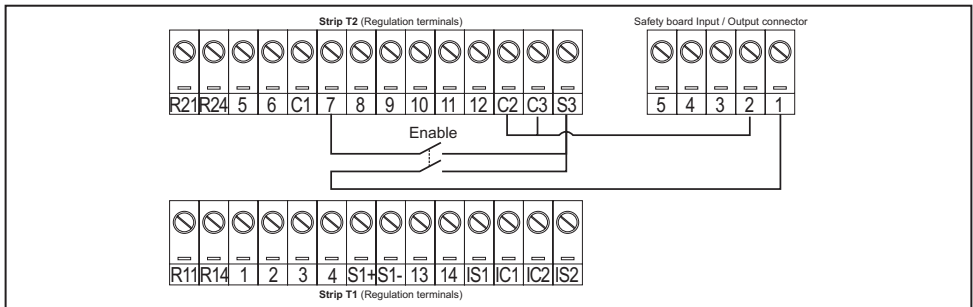 Strip T2 (Regulation terminals)
Safety board Input / Output connector
R21 R24 5 6 C1 7 8 9 10 11 12 C2 C3 S3
5 4 3 2 1
Enable
R11 R14 1 2 3 4 S1+ S1- 13 14 IS1 IC1 IC2 IS2
Strip T1 (Regulation terminals)